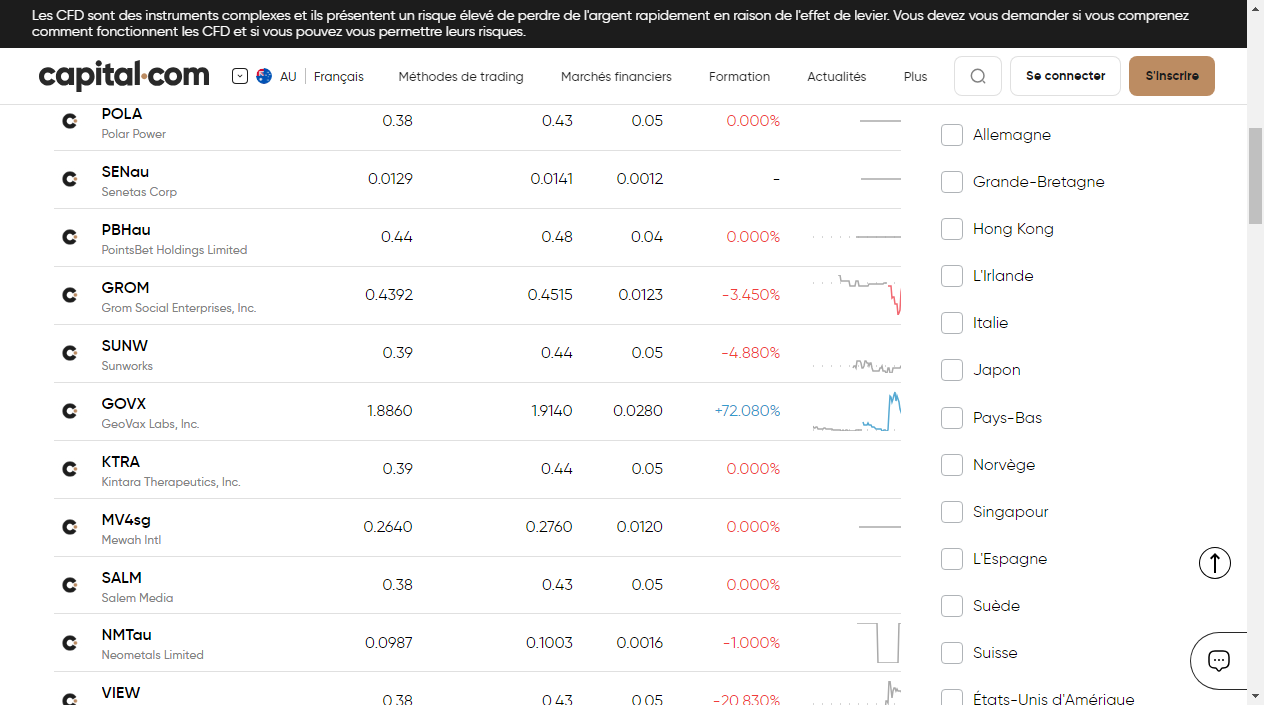 Les CFD sont des instruments complexes et ils présentent un risque élevé de perdre de l'argent rapidement en raison de l'effet de levier. Vous devez vous demander si vous comprenez
comment fonctionnent les CFD et si vous pouvez vous permettre leurs risques.
capital.com AU Français Méthodes de trading Marchés financiers Formation Actualités Plus Se connecter S'inscrire
POLA 0.38 0.43 0.05 0.000%
Polar Power
SENau 0.0129 0.0141 0.0012 -
Senetas Corp
PBHau 0.44 0.48 0.04 0.000%
PointsBet Holdings Limited
GROM 0.4392 0.4515 0.0123 -3.450%
Grom Social Enterprises, Inc.
SUNW 0.39 0.44 0.05 -4.880%
Sunworks
GOVX 1.8860 1.9140 0.0280 +72.080%
GeoVax Labs, Inc.
KTRA 0.39 0.44 0.05 0.000%
Kintara Therapeutics, Inc.
MV4sg 0.2640 0.2760 0.0120 0.000%
Mewah Intl
SALM 0.38 0.43 0.05 0.000%
Salem Media
NMTau 0.0987 0.1003 0.0016 -1.000%
Neometals Limited
VIEW 0.38 0.43 0.05 -20.830%
Allemagne
Grande-Bretagne
Hong Kong
L'Irlande
Italie
Japon
Pays-Bas
Norvège
Singapour
L'Espagne
Suède
Suisse
États-Unis d'Amérique